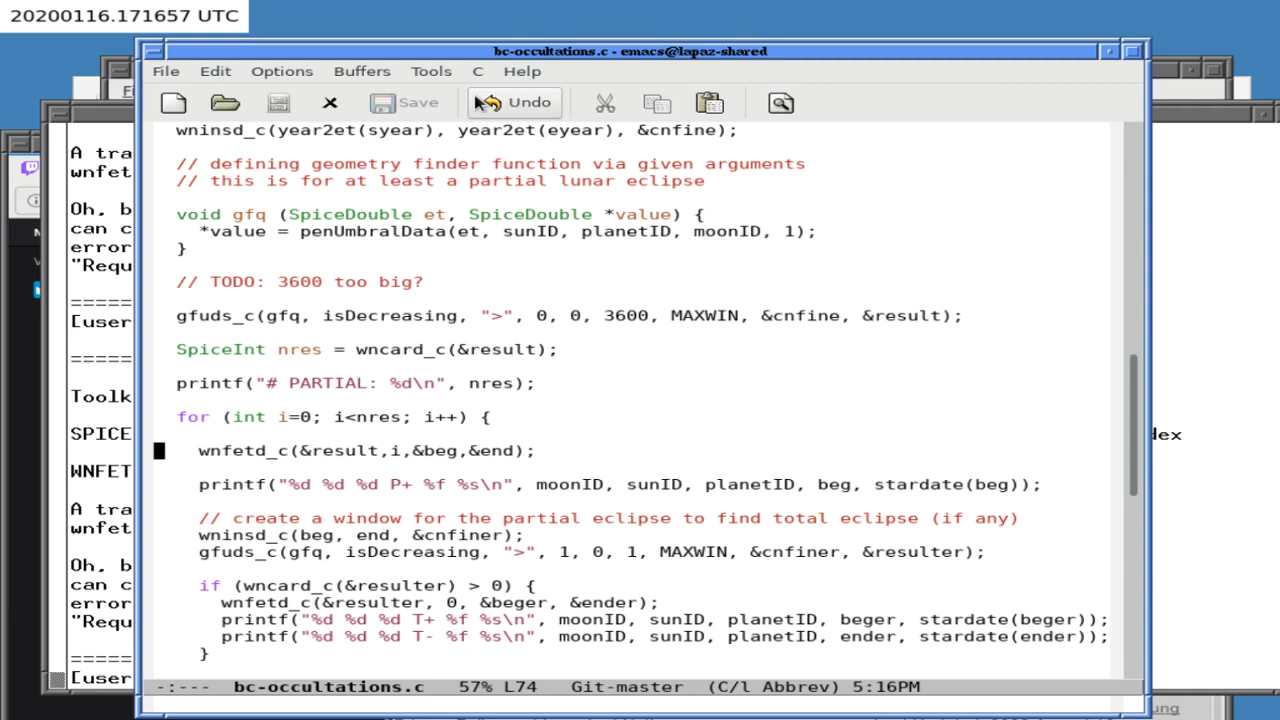 20200116.171657 UTC
bc-occultations.c - emacs@lapaz-shared
File Edit Options Buffers Tools C Help
Save Undo
wninsd_c(year2et(syear), year2et(eyear), &cnfine);
// defining geometry finder function via given arguments
// this is for at least a partial lunar eclipse
void gfq (SpiceDouble et, SpiceDouble *value) {
*value = penUmbralData(et, sunID, planetID, moonID, 1);
}
// TODO: 3600 too big?
gfuds_c(gfq, isDecreasing, ">", 0, 0, 3600, MAXWIN, &cnfine, &result);
SpiceInt nres = wncard_c(&result);
printf("# PARTIAL: %d\n", nres);
for (int i=0; i<nres; i++) {
wnfetd_c(&result,i,&beg,&end);
printf("%d %d %d P+ %f %s\n", moonID, sunID, planetID, beg, stardate(beg));
// create a window for the partial eclipse to find total eclipse (if any)
wninsd_c(beg, end, &cnfiner);
gfuds_c(gfq, isDecreasing, ">", 1, 0, 1, MAXWIN, &cnfiner, &resulter);
if (wncard_c(&resulter) > 0) {
wnfetd_c(&resulter, 0, &beger, &ender);
printf("%d %d %d T+ %f %s\n", moonID, sunID, planetID, beger, stardate(beger));
printf("%d %d %d T- %f %s\n", moonID, sunID, planetID, ender, stardate(ender));
}
-:--- bc-occultations.c 57% L74 Git-master (C/l Abbrev) 5:16PM
A tra
wnfet
Oh, b
can c
error
"Requ
=====
[user
=====
Toolk
SPICE
dex
WNFET
A tra
wnfet
Oh, b
can c
error
"Requ
=====
[user
ung